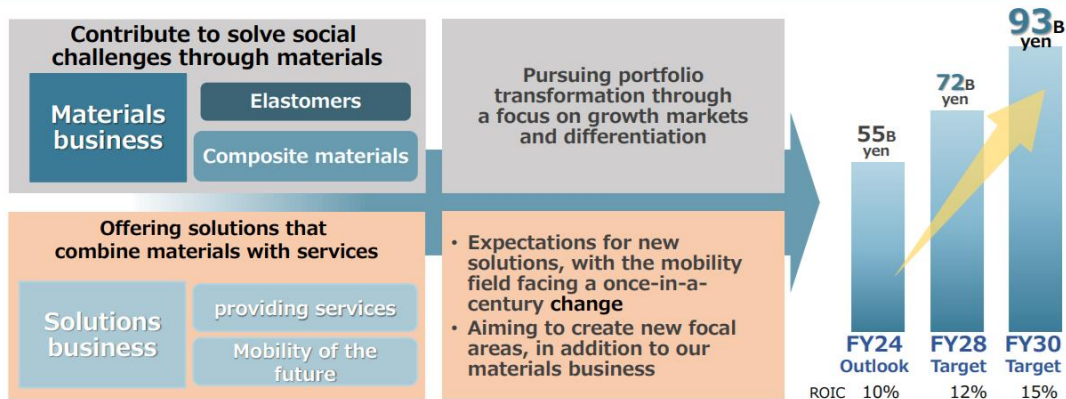 Contribute to solve social
challenges through materials
Materials
business
Elastomers
Composite materials
Pursuing portfolio
transformation through
a focus on growth markets
and differentiation
Offering solutions that
combine materials with services
Solutions
business
providing services
Mobility of the
future
• Expectations for new
solutions, with the mobility
field facing a once-in-a-
century change
• Aiming to create new focal
areas, in addition to our
materials business
55B
yen
72B
yen
93B
yen
FY24
Outlook
FY28
Target
FY30
Target
ROIC 10% 12% 15%